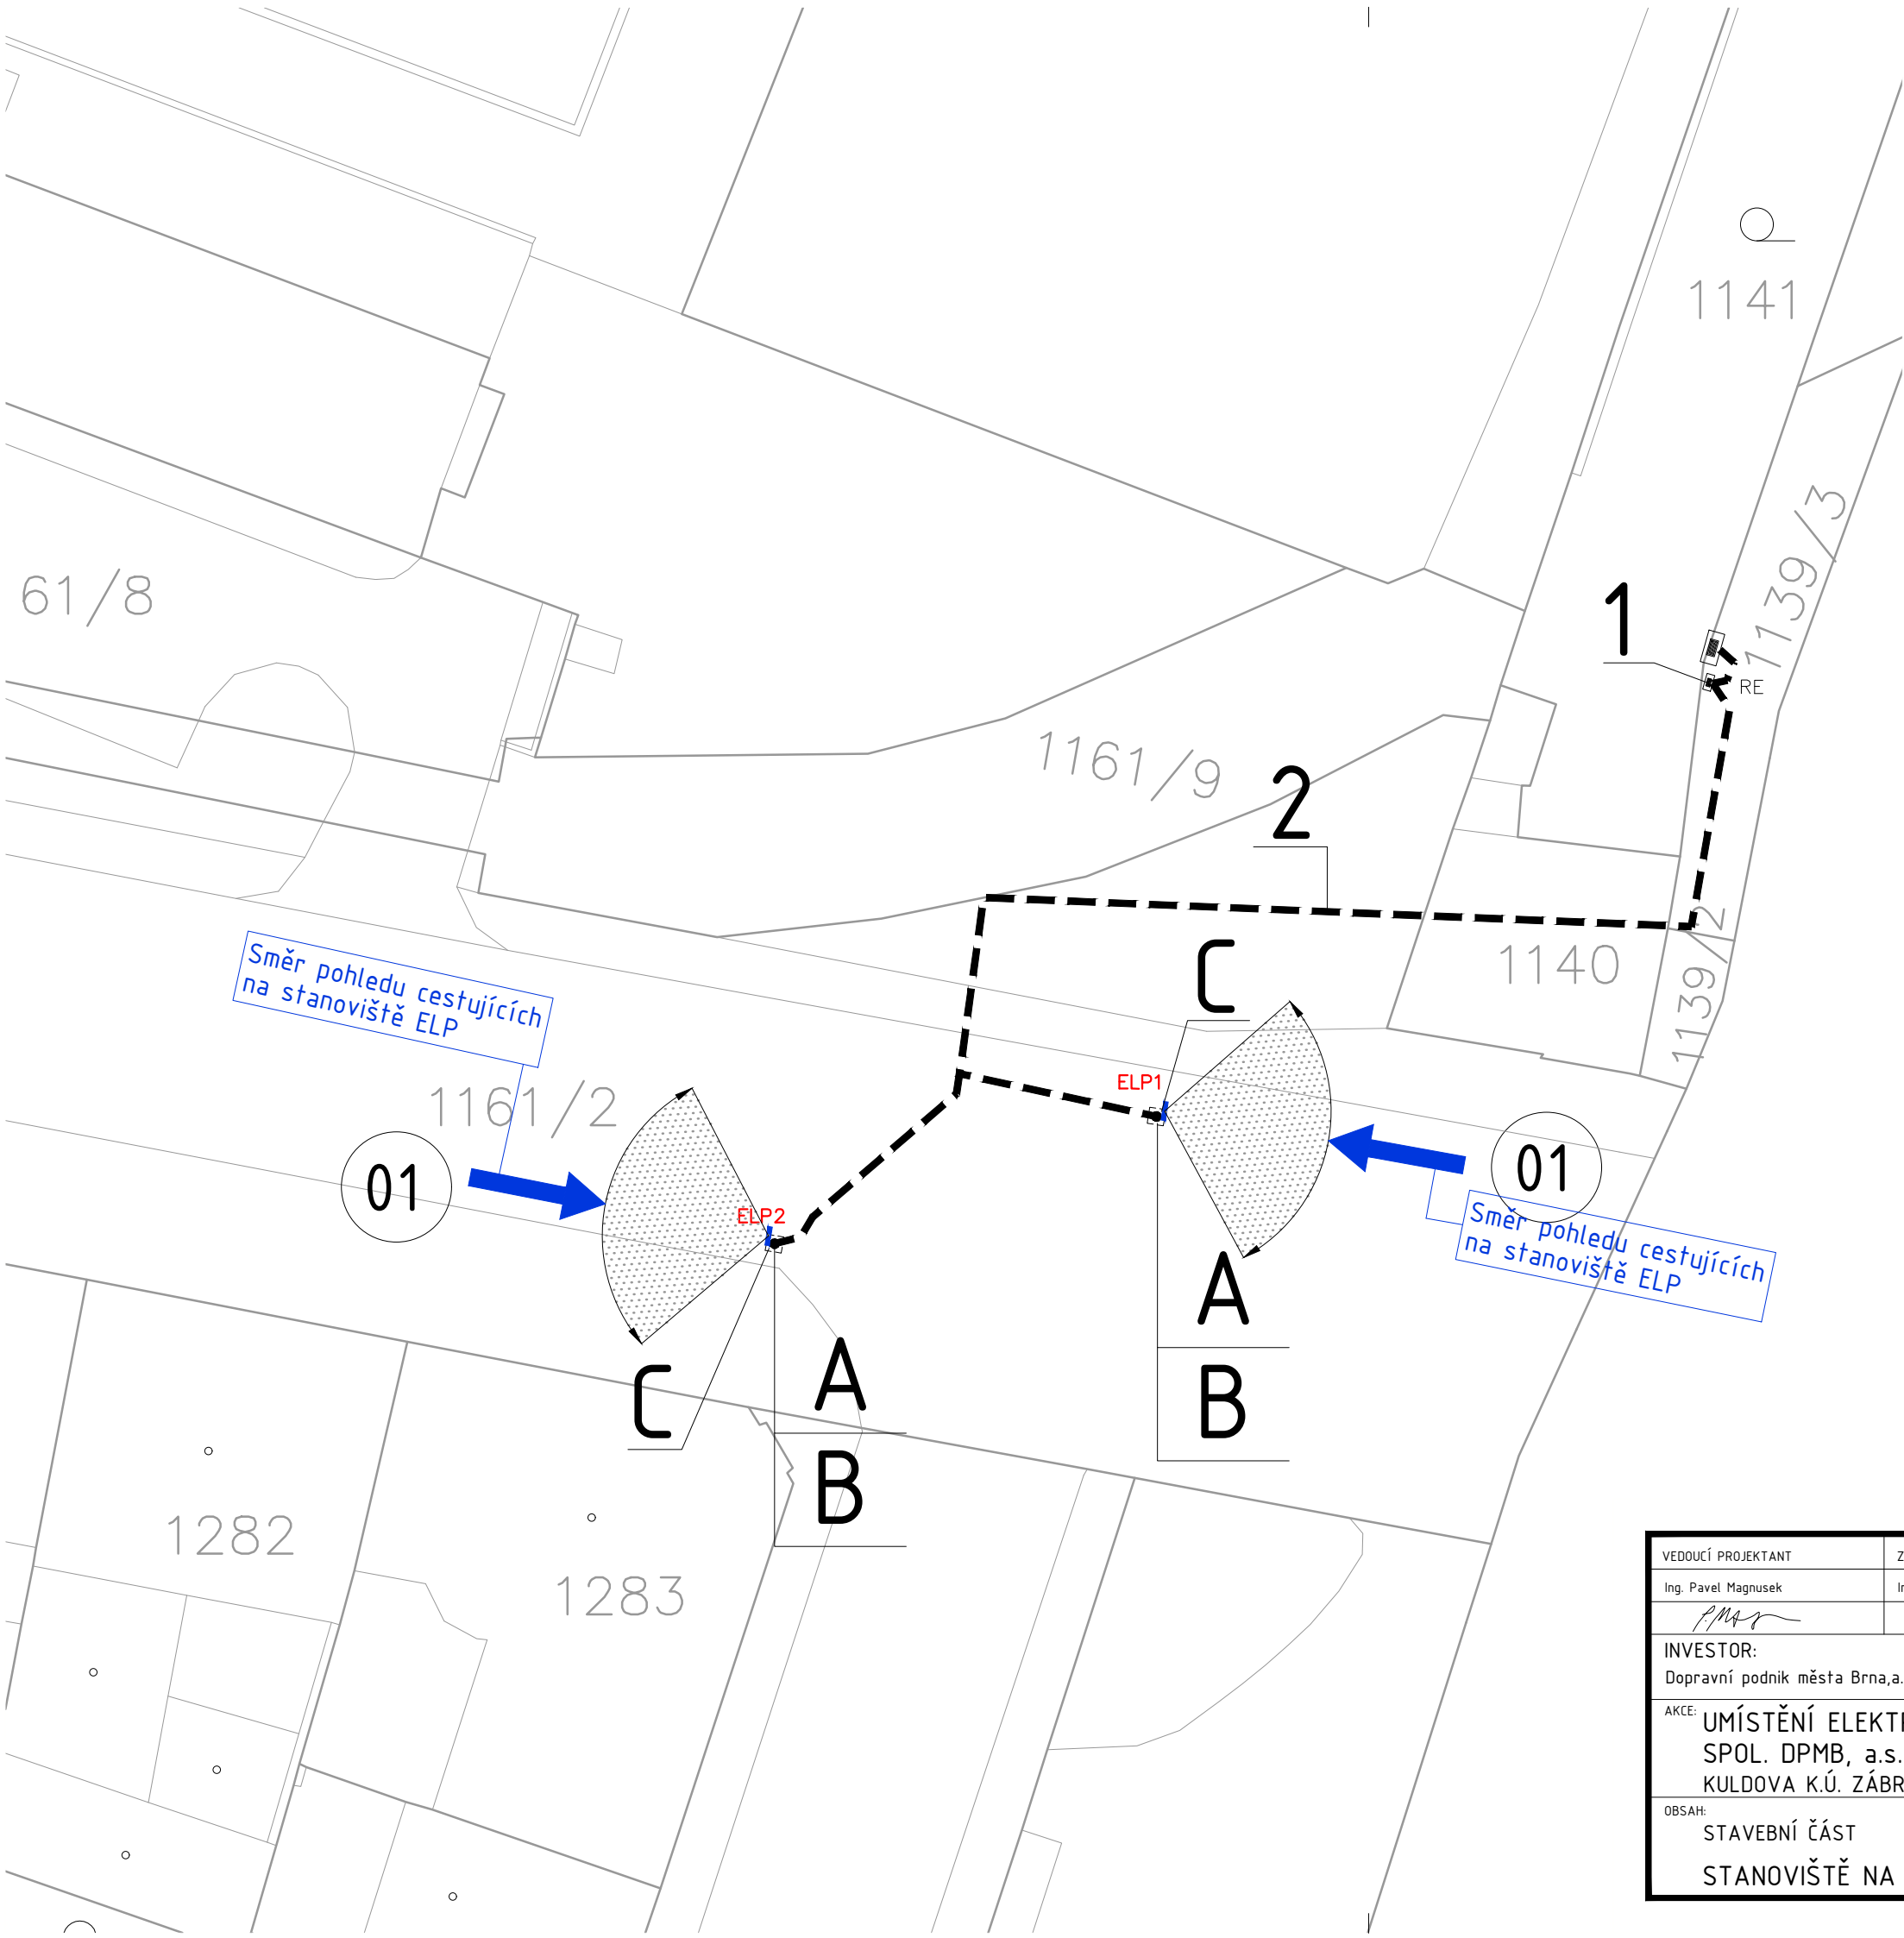 1141
1139/3
61/8
1
RE
1161/9
2
C
1140
1139/2
Směr pohledu cestujících
na stanoviště ELP
ELP1
1161/2
01
01
ELP2
Směr pohledu cestujících
na stanoviště ELP
A
B
A
B
C
1282
1283
VEDOUCÍ PROJEKTANT
Ing. Pavel Magnusek
INVESTOR:
Dopravní podnik města Brna,a.
AKCE:
UMÍSTĚNÍ ELEKTR
SPOL. DPMB, a.s.
KULDOVA K.Ú. ZÁBR
OBSAH:
STAVEBNÍ ČÁST
STANOVIŠTĚ NA